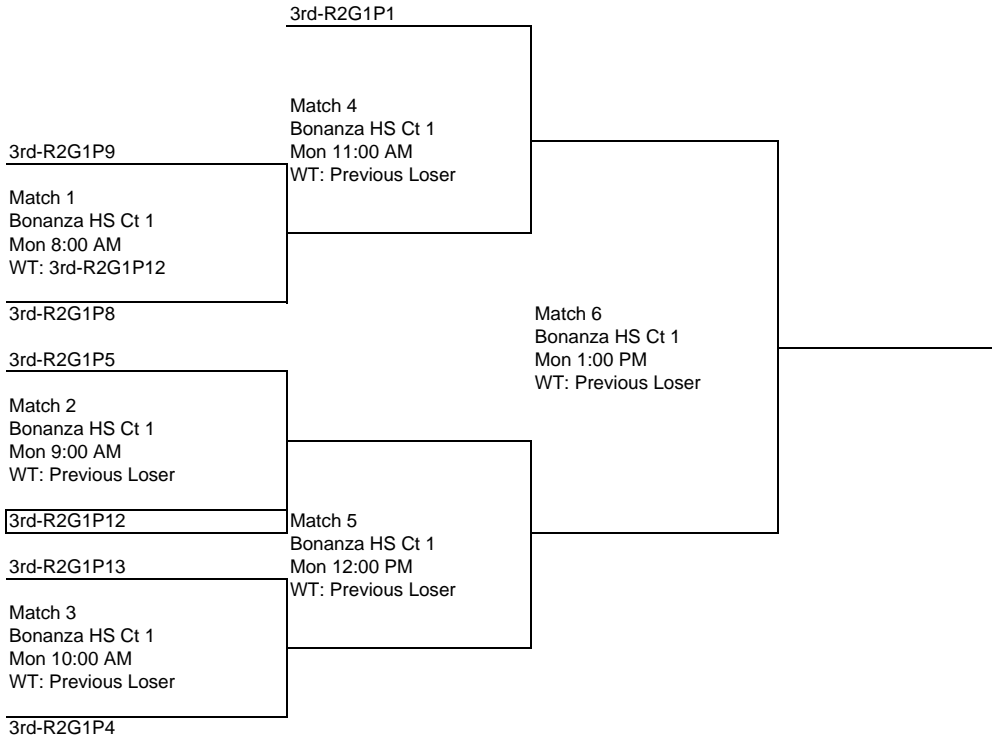 3rd-R2G1P1
Match 4
Bonanza HS Ct 1
Mon 11:00 AM
WT: Previous Loser
3rd-R2G1P9
Match 1
Bonanza HS Ct 1
Mon 8:00 AM
WT: 3rd-R2G1P12
3rd-R2G1P8
Match 6
Bonanza HS Ct 1
Mon 1:00 PM
WT: Previous Loser
3rd-R2G1P5
Match 2
Bonanza HS Ct 1
Mon 9:00 AM
WT: Previous Loser
3rd-R2G1P12
Match 5
Bonanza HS Ct 1
Mon 12:00 PM
WT: Previous Loser
3rd-R2G1P13
Match 3
Bonanza HS Ct 1
Mon 10:00 AM
WT: Previous Loser
3rd-R2G1P4